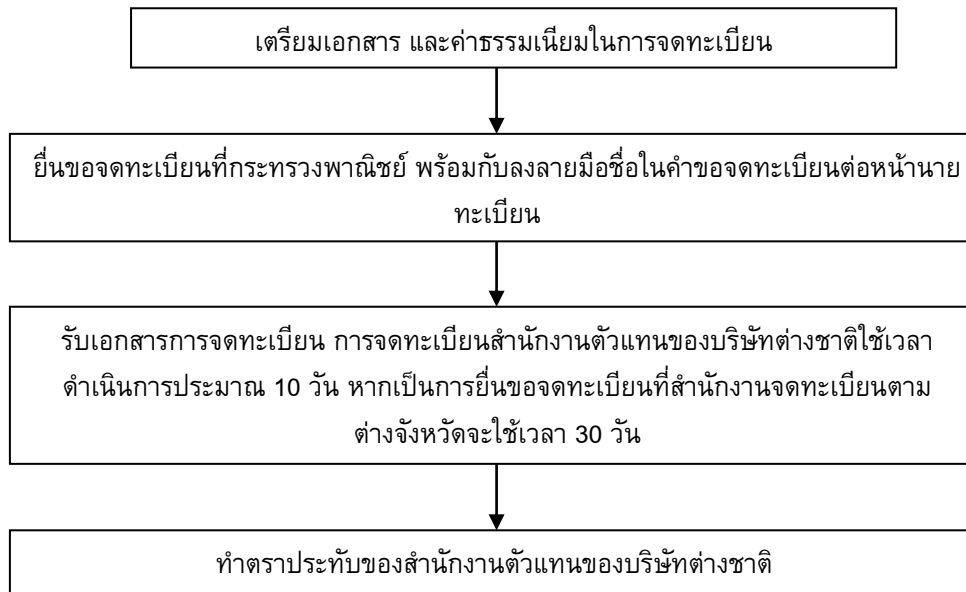 เตรียมเอกสาร และค่าธรรมเนียมในการจดทะเบียน
ยื่นขอจดทะเบียนที่กระทรวงพาณิชย์ พร้อมกับลงลายมือชื่อในคำขอจดทะเบียนต่อหน้านาย
ทะเบียน
รับเอกสารการจดทะเบียน การจดทะเบียนสำนักงานตัวแทนของบริษัทต่างชาติใช้เวลา
ดำเนินการประมาณ 10 วัน หากเป็นการยื่นขอจดทะเบียนที่สำนักงานจดทะเบียนตาม
ต่างจังหวัดจะใช้เวลา 30 วัน
ทำตราประทับของสำนักงานตัวแทนของบริษัทต่างชาติ